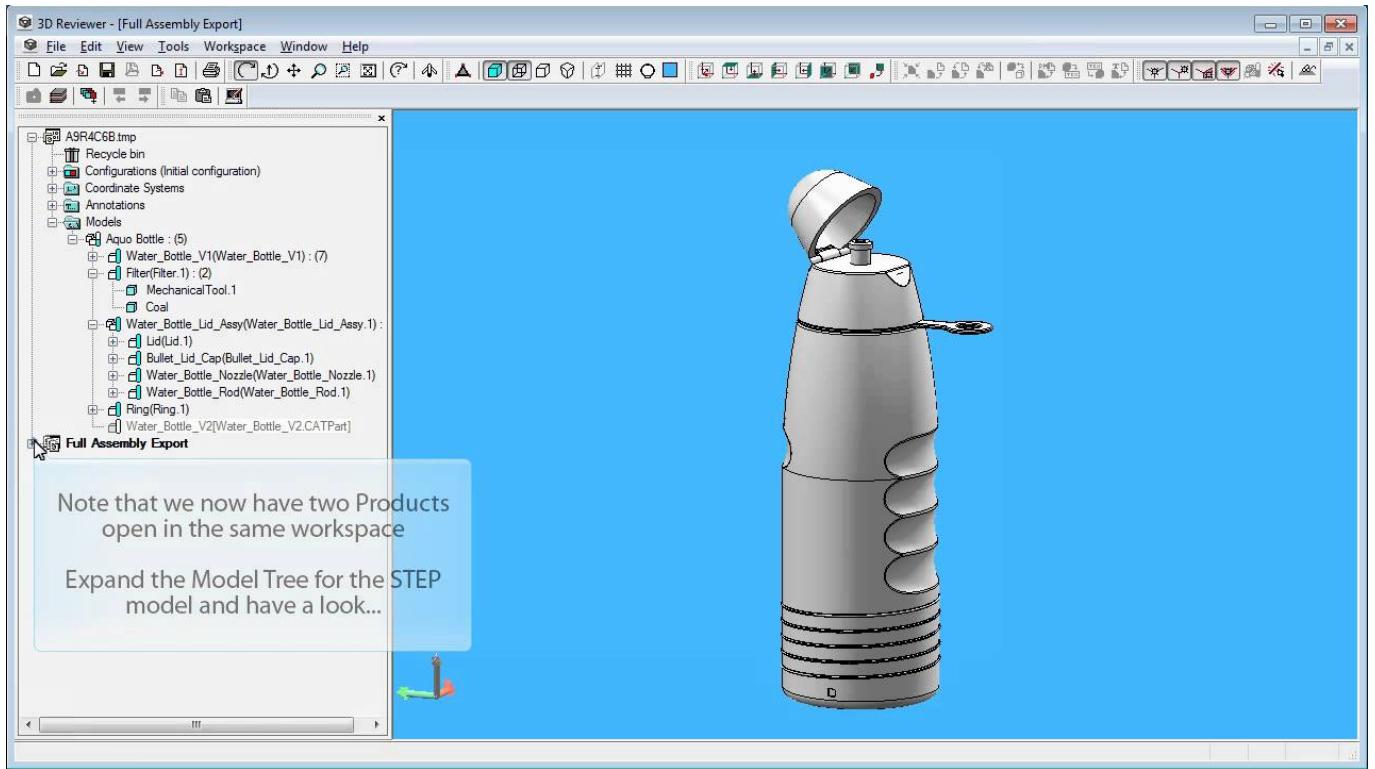 3D Reviewer - [Full Assembly Export]
File Edit View Tools Workspace Window Help
A9R4C6B.tmp
Recycle bin
Configurations (Initial configuration)
Coordinate Systems
Annotations
Models
Aquo Bottle : (5)
Water_Bottle_V1(Water_Bottle_V1) : (7)
Filter(Filter.1) : (2)
MechanicalTool.1
Coal
Water_Bottle_Lid_Assy(Water_Bottle_Lid_Assy.1) :
Lid(Lid.1)
Bullet_Lid_Cap(Bullet_Lid_Cap.1)
Water_Bottle_Nozzle(Water_Bottle_Nozzle.1)
Water_Bottle_Rod(Water_Bottle_Rod.1)
Ring(Ring.1)
Water_Bottle_V2[Water_Bottle_V2.CATPart]
Full Assembly Export
Note that we now have two Products
open in the same workspace
Expand the Model Tree for the STEP
model and have a look...